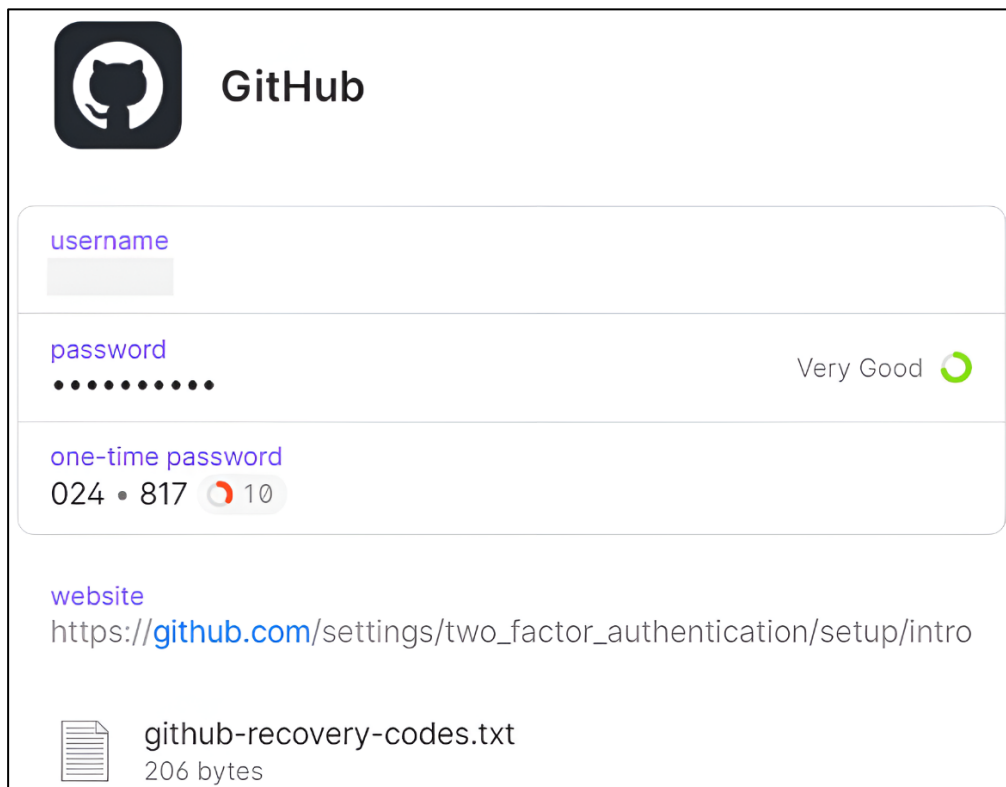 GitHub
username
password
••••••••••
Very Good
one-time password
024 • 817 10
website
https://github.com/settings/two_factor_authentication/setup/intro
github-recovery-codes.txt
206 bytes